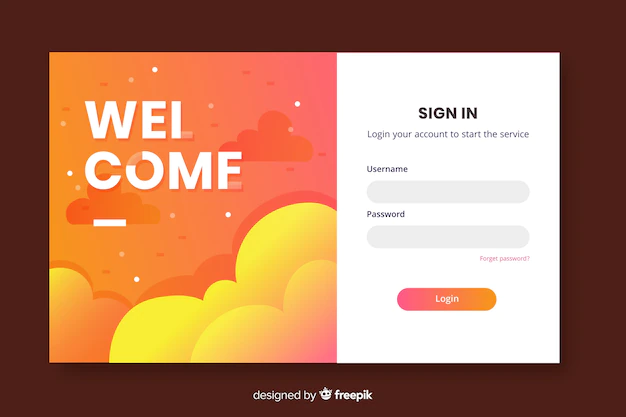 WEL
COME
SIGN IN
Login your account to start the service
Username
Password
Forget password?
Login
designed by freepik